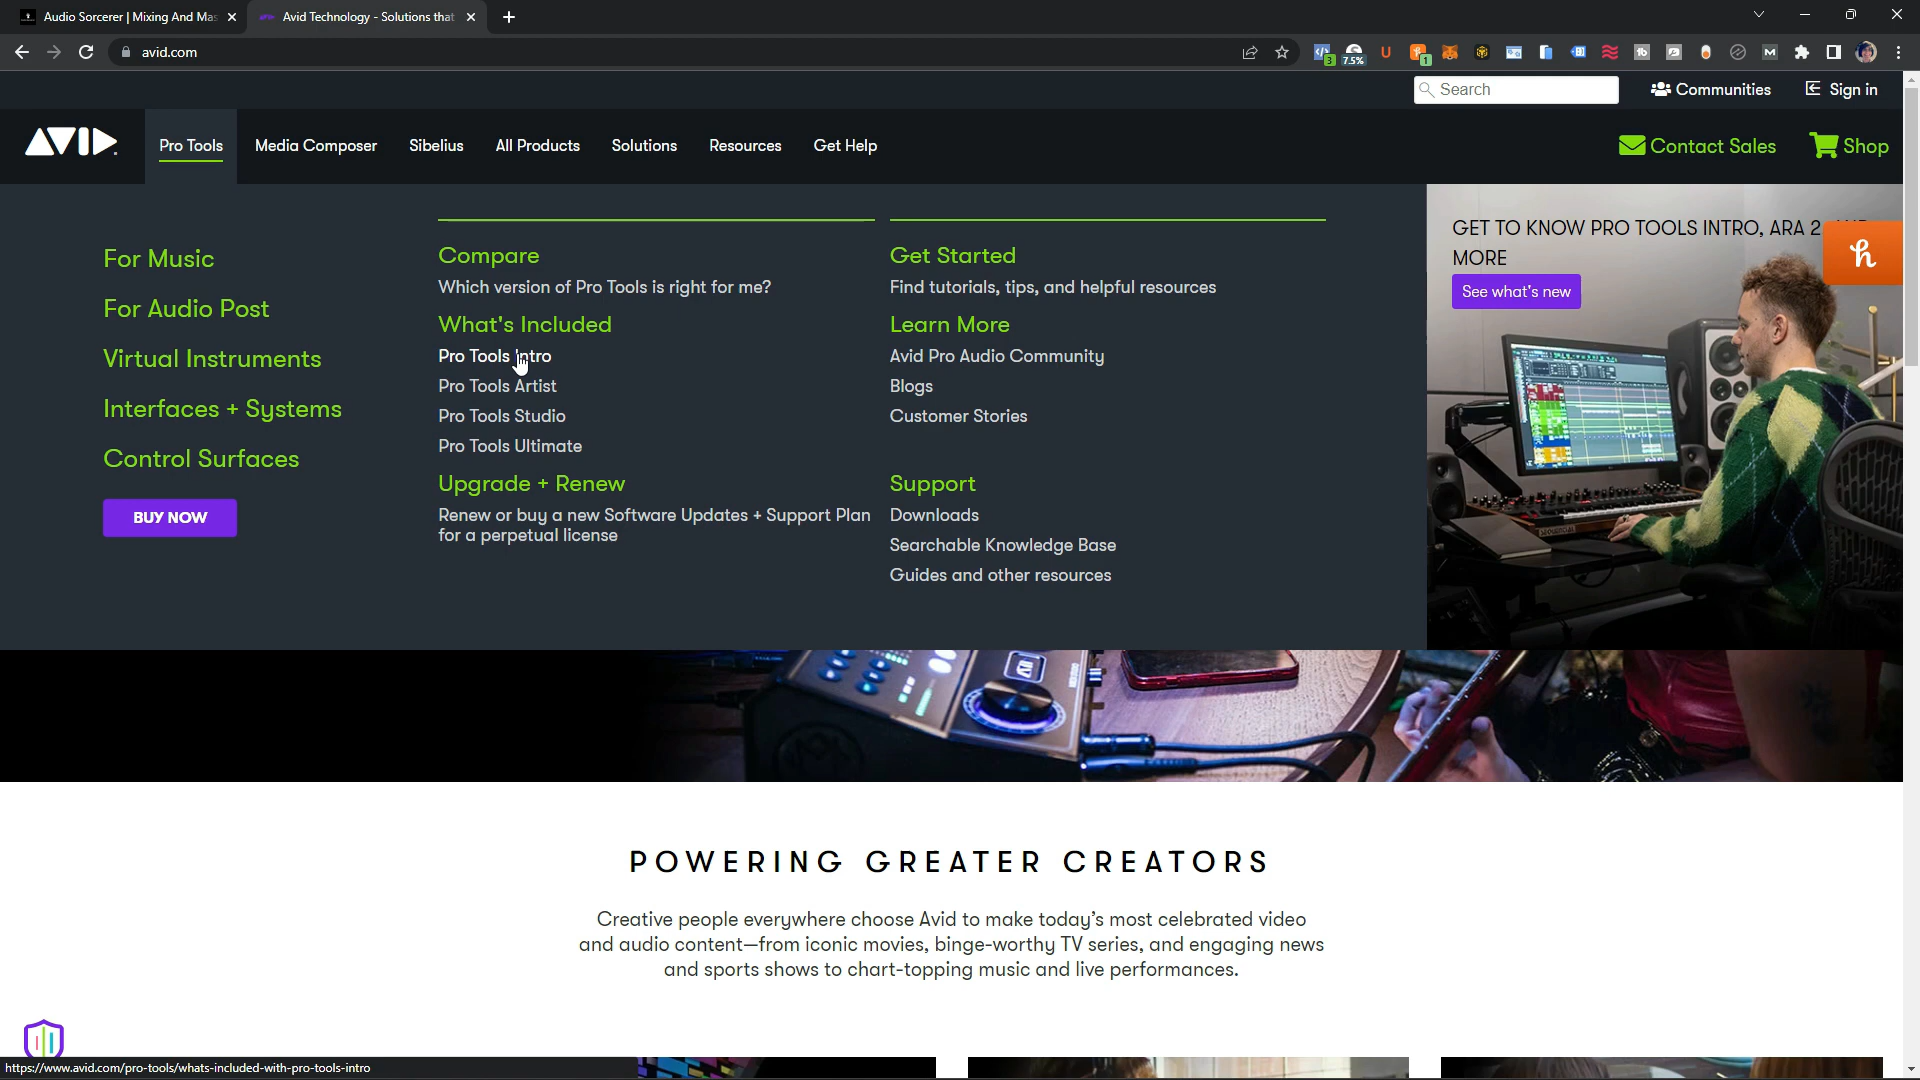 Audio Sorcerer | Mixing And Mas
Avid Technology - Solutions that
avid.com
3
7.5%
1
Search
Communities
Sign in
AVID
Pro Tools
Media Composer
Sibelius
All Products
Solutions
Resources
Get Help
Contact Sales
Shop
For Music
For Audio Post
Virtual Instruments
Interfaces + Systems
Control Surfaces
BUY NOW
Compare
Which version of Pro Tools is right for me?
What's Included
Pro Tools Intro
Pro Tools Artist
Pro Tools Studio
Pro Tools Ultimate
Upgrade + Renew
Renew or buy a new Software Updates + Support Plan
for a perpetual license
Get Started
Find tutorials, tips, and helpful resources
Learn More
Avid Pro Audio Community
Blogs
Customer Stories
Support
Downloads
Searchable Knowledge Base
Guides and other resources
GET TO KNOW PRO TOOLS INTRO, ARA 2
MORE
See what's new
h
POWERING GREATER CREATORS
Creative people everywhere choose Avid to make today's most celebrated video
and audio content—from iconic movies, binge-worthy TV series, and engaging news
and sports shows to chart-topping music and live performances.
https://www.avid.com/pro-tools/whats-included-with-pro-tools-intro